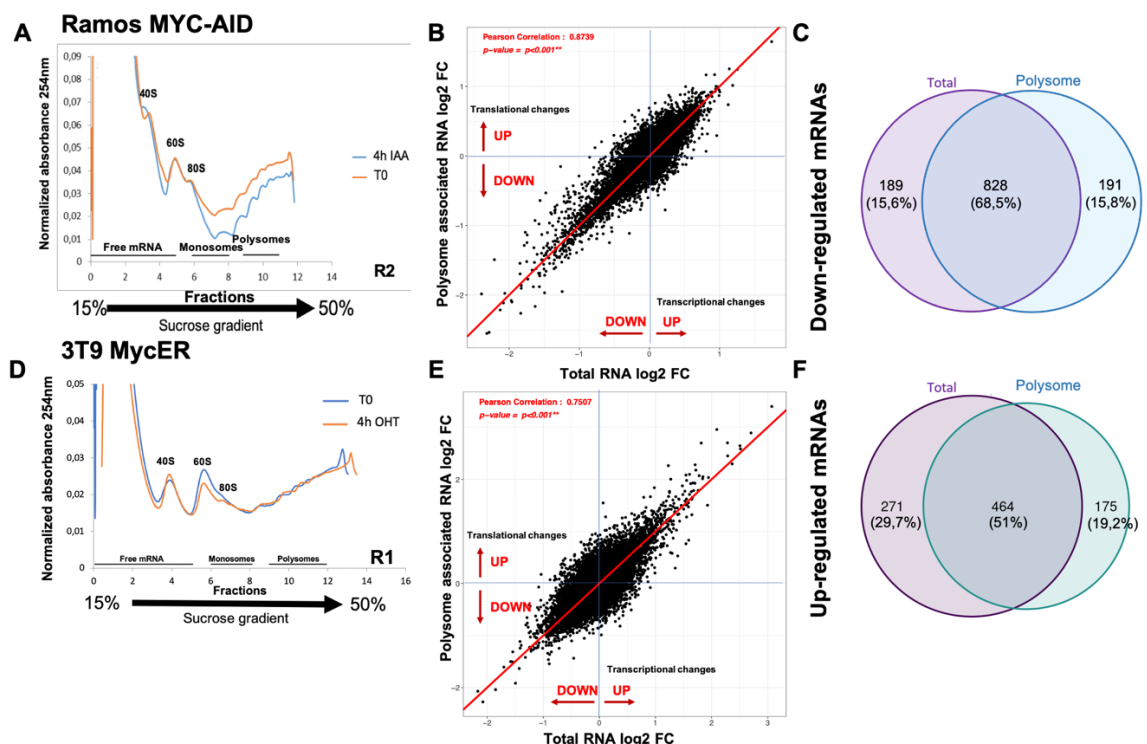 Ramos MYC-AID
A
Normalized absorbance 254nm
0,09
0,08
0,07
0,06
0,05
0,04
0,03
0,02
0,01
0
40S
60S
80S
4h IAA
T0
Free mRNA
Monosomes
Polysomes
0 2 4 6 8 10 12 14
R2
Fractions
15%
50%
Sucrose gradient
B
Pearson Correlation : 0.8739
p-value = p<0.001**
Polysome associated RNA log2 FC
1
0
-1
-2
Translational changes
UP
DOWN
Transcriptional changes
DOWN
UP
-2 -1 0 1
Total RNA log2 FC
C
Down-regulated mRNAs
Total
Polysome
189
(15,6%)
828
(68,5%)
191
(15,8%)
3T9 MycER
D
Normalized absorbance 254nm
0,05
0,04
0,03
0,02
0,01
0
40S
60S
80S
T0
4h OHT
Free mRNA
Monosomes
Polysomes
0 2 4 6 8 10 12 14 16
R1
Fractions
15%
50%
Sucrose gradient
E
Pearson Correlation : 0.7507
p-value = p<0.001**
Polysome associated RNA log2 FC
2
0
-2
Translational changes
UP
DOWN
Transcriptional changes
DOWN
UP
-2 -1 0 1 2 3
Total RNA log2 FC
F
Up-regulated mRNAs
Total
Polysome
271
(29,7%)
464
(51%)
175
(19,2%)